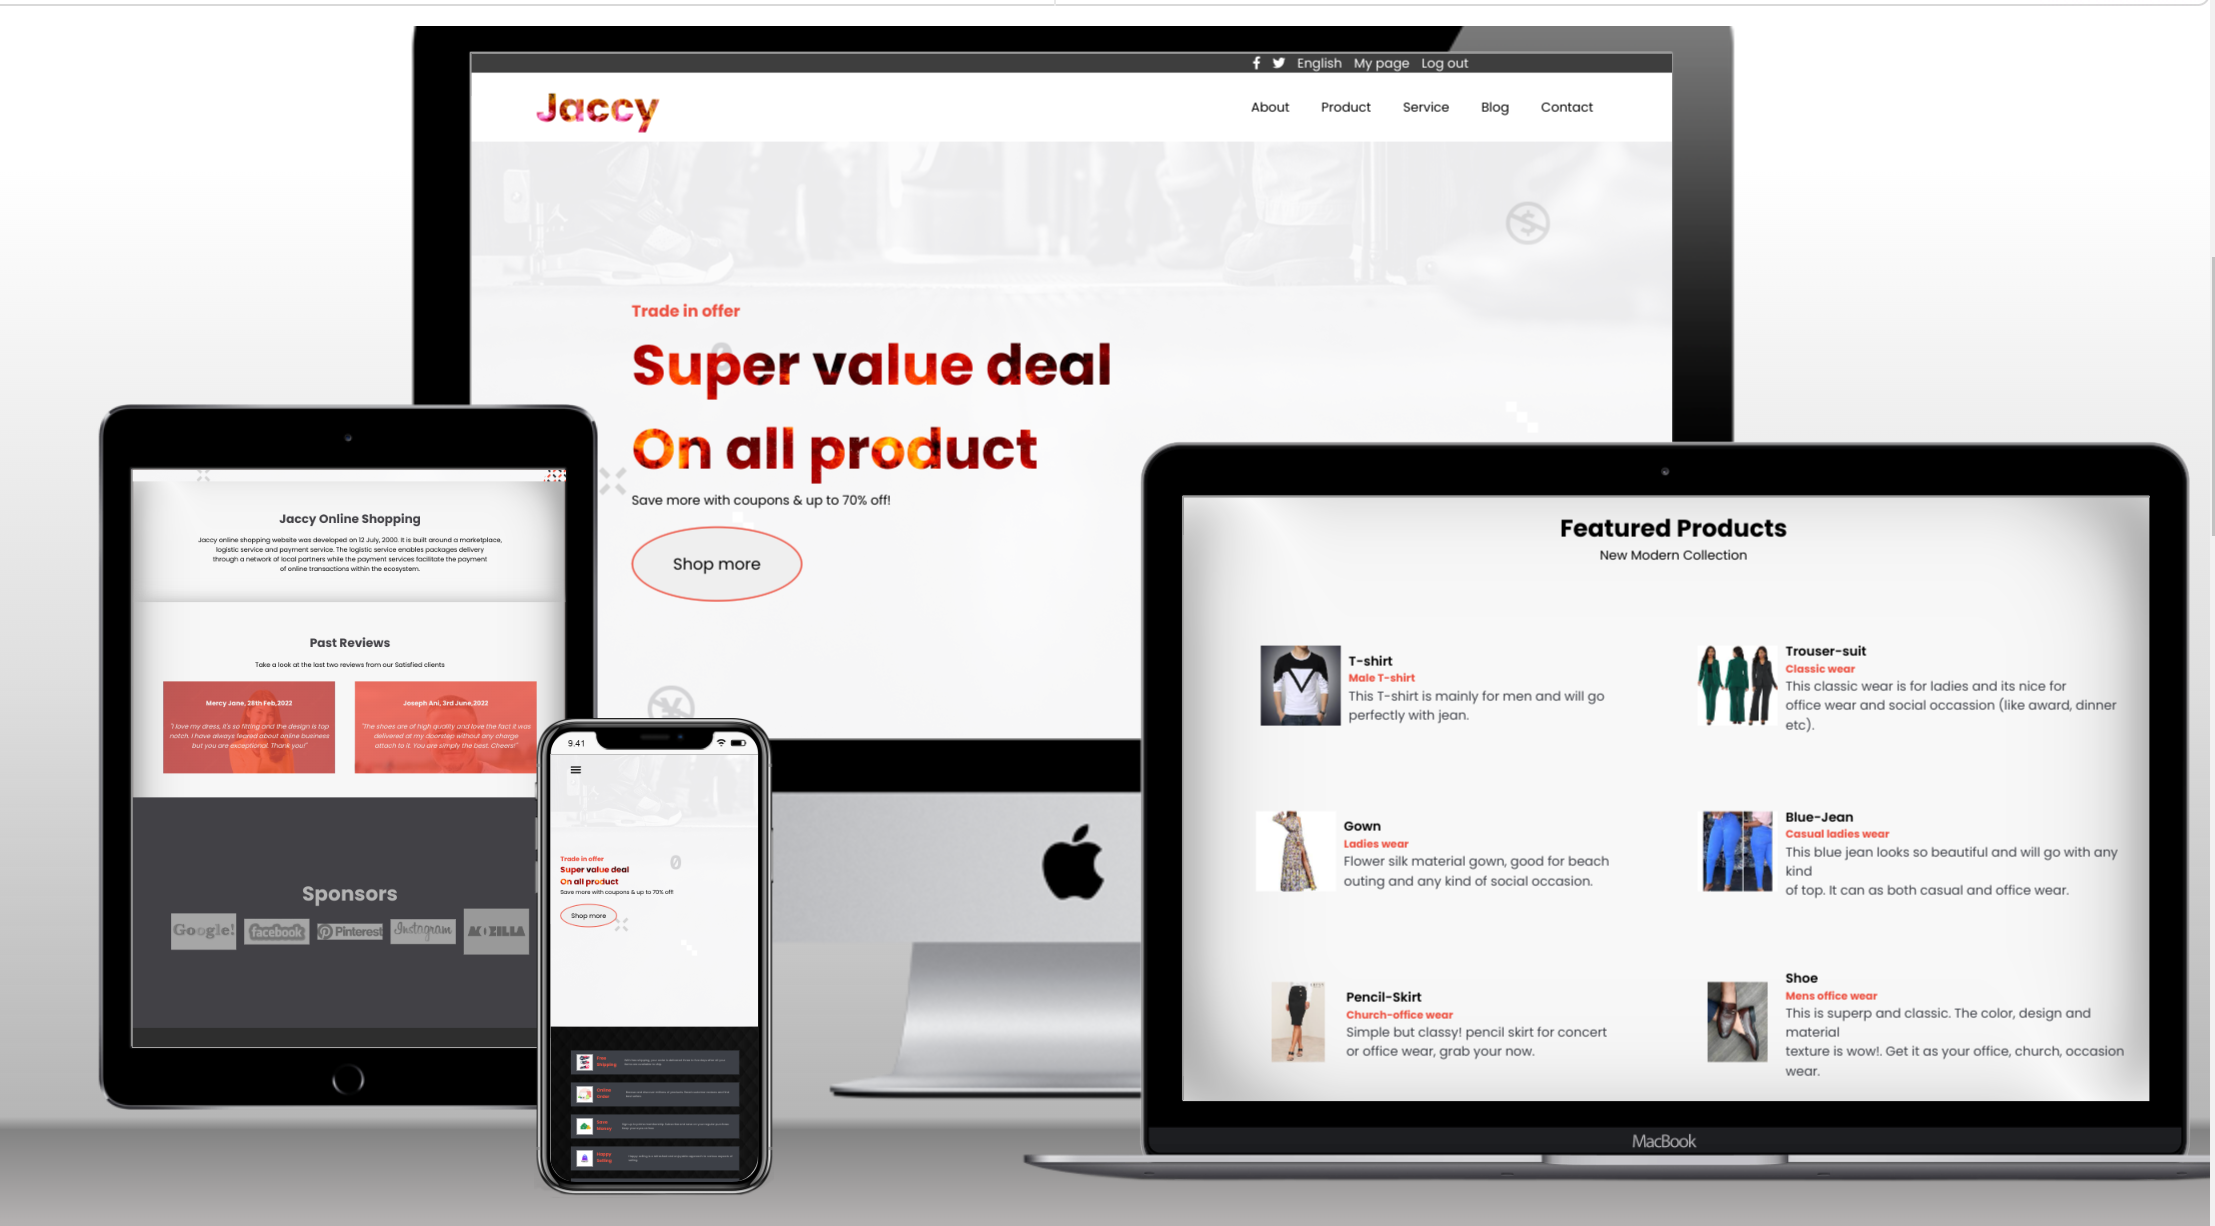 English My page Log out
Jaccy
About Product Service Blog Contact
Trade in offer
Super value deal
On all product
Save more with coupons & up to 70% off!
Shop more
Jaccy Online Shopping
Jaccy online shopping website was developed on 12 July, 2000. It is built around a marketplace,
logistic service and payment service. The logistic service enables packages delivery
through a network of local partners while the payment services facilitate the payment
of online transactions within the ecosystem.
Past Reviews
Take a look at the last two reviews from our Satisfied clients
Mercy Jane, 28th Feb,2022
"I love my dress, it's so fitting and the design is top
notch. I have always feared about online business
but you are exceptional. Thank you!"
Joseph Ani, 3rd June,2022
"The shoes are of high quality and love the fact it was
delivered at my doorstep without any charge
attach to it. You are simply the best. Cheers!"
Sponsors
Google!
facebook
Pinterest
Instagram
MOZILLA
9.41
Trade in offer
Super value deal
On all product
Save more with coupons & up to 70% off!
Shop more
Free
Shipping
Online
Order
Save
Money
Happy
Selling
Featured Products
New Modern Collection
T-shirt
Male T-shirt
This T-shirt is mainly for men and will go
perfectly with jean.
Trouser-suit
Classic wear
This classic wear is for ladies and its nice for
office wear and social occassion (like award, dinner
etc).
Gown
Ladies wear
Flower silk material gown, good for beach
outing and any kind of social occasion.
Blue-Jean
Casual ladies wear
This blue jean looks so beautiful and will go with any
kind
of top. It can as both casual and office wear.
Pencil-Skirt
Church-office wear
Simple but classy! pencil skirt for concert
or office wear, grab your now.
Shoe
Mens office wear
This is superp and classic. The color, design and
material
texture is wow!. Get it as your office, church, occasion
wear.
MacBook